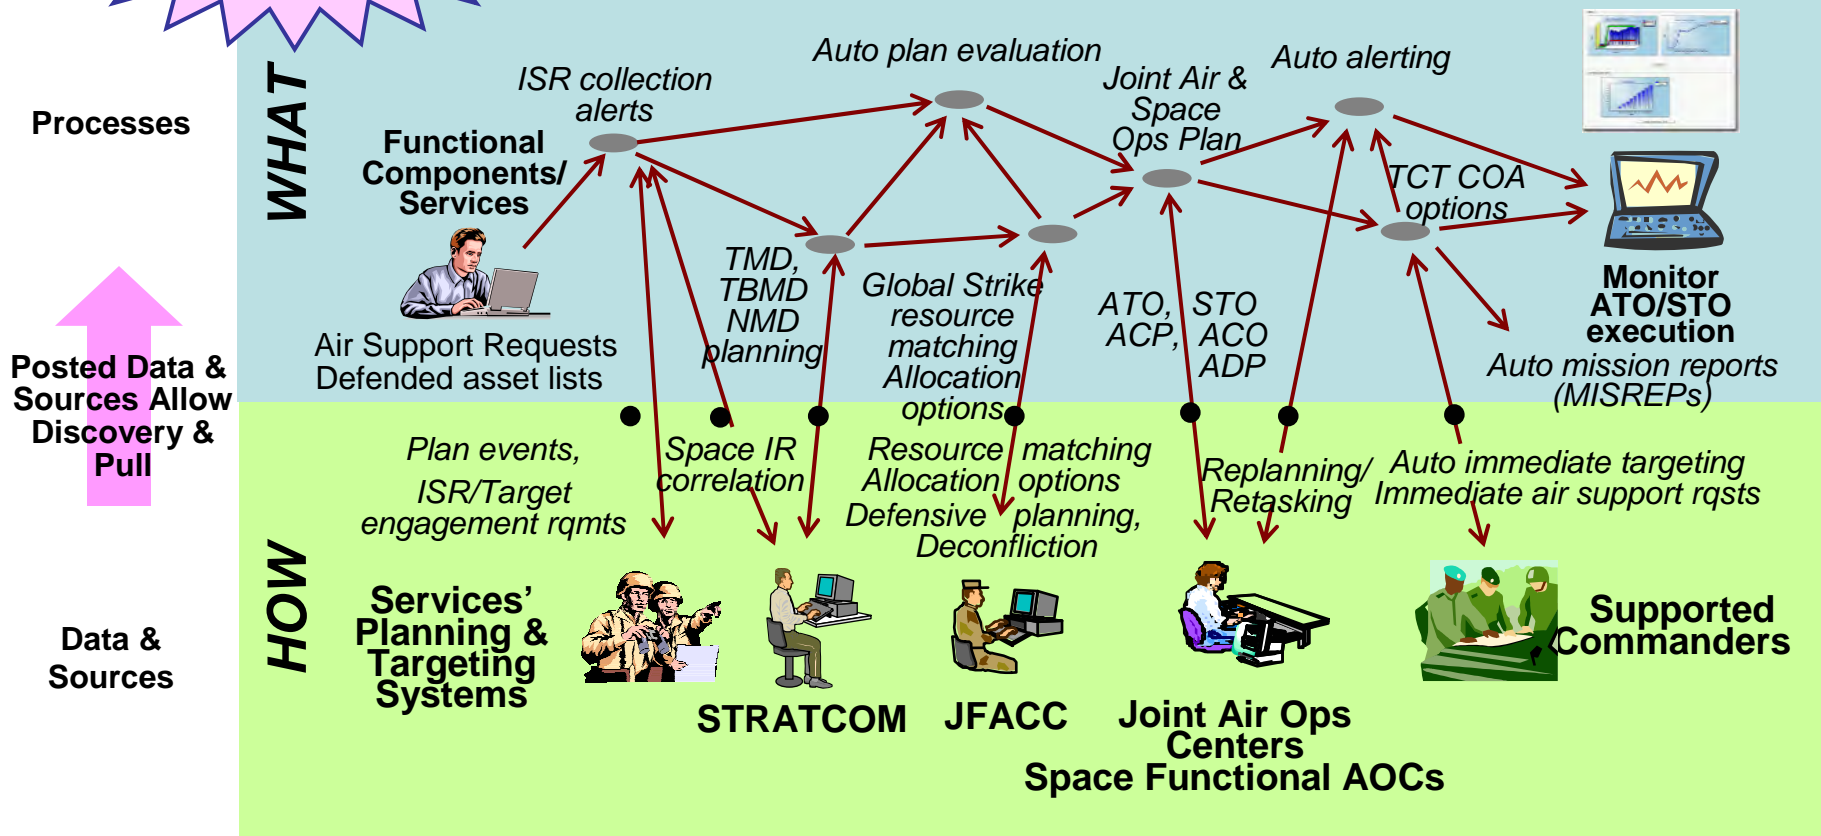 Processes
WHAT
ISR collection
alerts
Auto plan evaluation
Joint Air &
Space
Ops Plan
Auto alerting
Functional
Components/
Services
TCT COA
options
TMD,
TBMD
NMD
planning
Global Strike
resource
matching
Allocation
options
ATO, STO
ACP, ACO
ADP
Monitor
ATO/STO
execution
Air Support Requests
Defended asset lists
Auto mission reports
(MISREPs)
Posted Data &
Sources Allow
Discovery &
Pull
HOW
Plan events,
ISR/Target
engagement rqmts
Space IR
correlation
Resource matching
Allocation options
Defensive planning,
Deconfliction
Replanning/
Retasking
Auto immediate targeting
Immediate air support rqsts
Data &
Sources
Services’
Planning &
Targeting
Systems
STRATCOM
JFACC
Joint Air Ops
Centers
Space Functional AOCs
Supported
Commanders